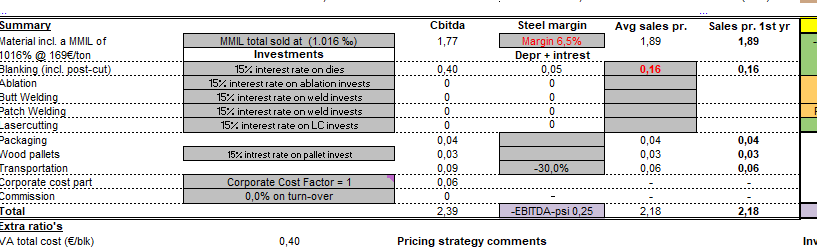 Summary Cbitda Steel margin Avg sales pr. Sales pr. 1st yr
Material incl. a MMIL of MMIL total sold at (1.016 ‰) 1,77 Margin 6,5% 1,89 1,89
1016% @ 169€/ton Investments Depr + intrest
Blanking (incl. post-cut) 15% interest rate on dies 0,40 0,05 0,16 0,16
Ablation 15% interest rate on ablation invests 0 0
Butt Welding 15% interest rate on weld invests 0 0
Patch Welding 15% interest rate on weld invests 0 0
Lasercutting 15% interest rate on LC invests 0 0
Packaging 0,04 0,04 0,04
Wood pallets 15% intrest rate on pallet invest 0,03 0,03 0,03
Transportation 0,09 -30,0% 0,06 0,06
Corporate cost part Corporate Cost Factor = 1 0,06 - -
Commission 0,0% on turn-over 0 - - -
Total 2,39 -EBITDA-psi 0,25 2,18 2,18
Extra ratio's
VA total cost (€/blk) 0,40 Pricing strategy comments